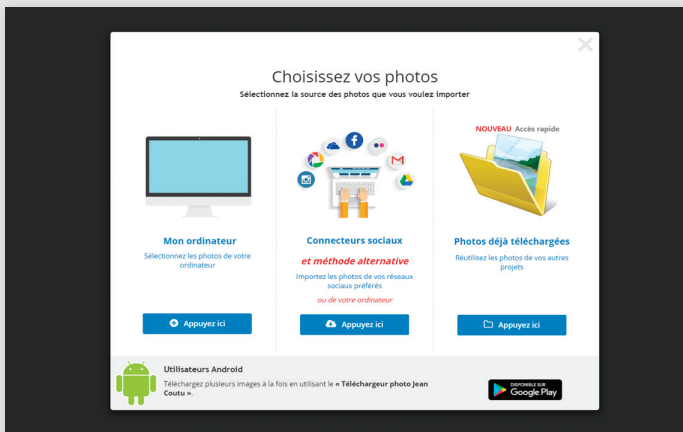 Choisissez vos photos
Sélectionnez la source des photos que vous voulez importer
NOUVEAU Accès rapide
Mon ordinateur
Sélectionnez les photos de votre
ordinateur
Appuyez ici
Connecteurs sociaux
et méthode alternative
Importez les photos de vos réseaux
sociaux préférés
ou de votre ordinateur
Appuyez ici
Photos déjà téléchargées
Réutilisez les photos de vos autres
projets
Appuyez ici
Utilisateurs Android
Téléchargez plusieurs images à la fois en utilisant le « Téléchargeur photo Jean
Coutu ».
DISPONIBLE SUR
Google Play